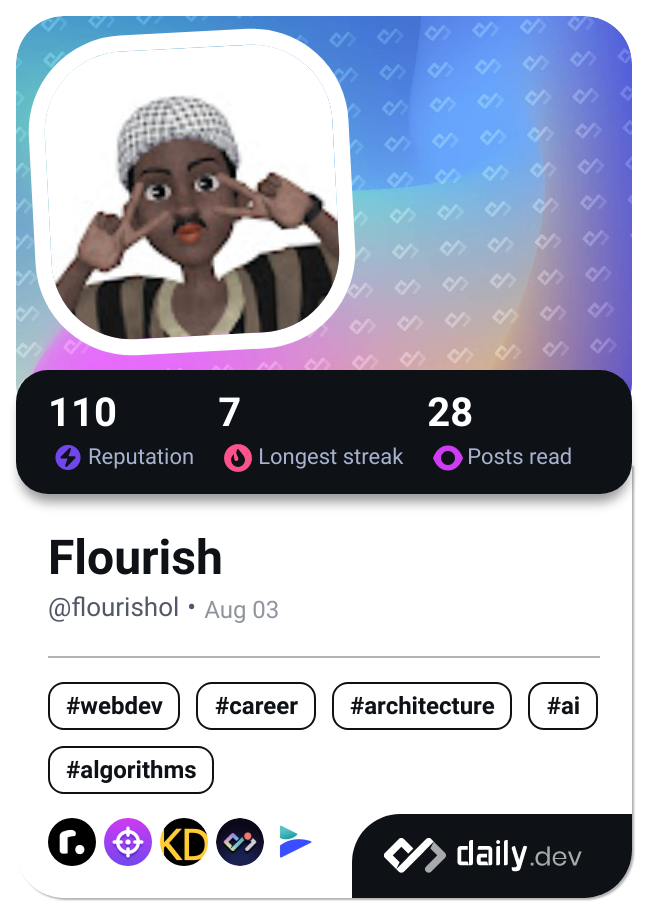 110 7 28
Reputation Longest streak Posts read
Flourish
@flourishol • Aug 03
#webdev #career #architecture #ai
#algorithms
r. KD daily.dev